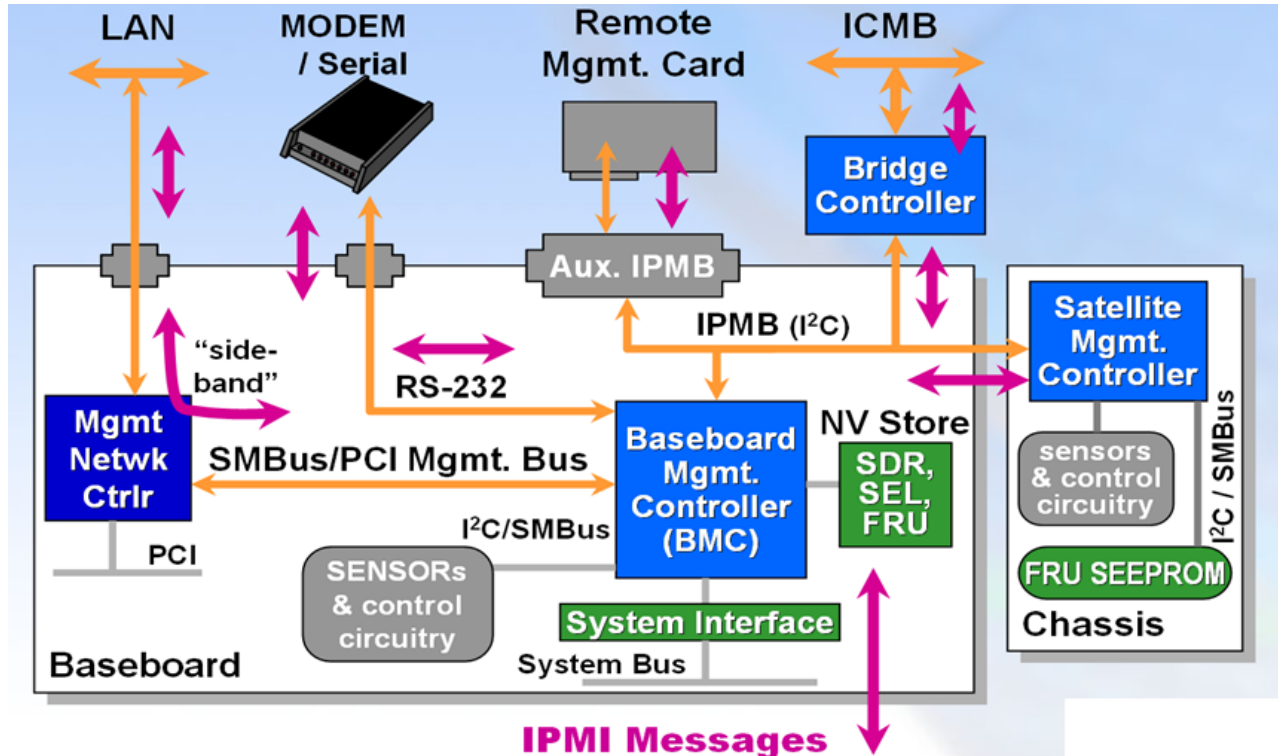 LAN
MODEM
/ Serial
Remote
Mgmt. Card
ICMB
Bridge
Controller
Aux. IPMB
IPMB (I²C)
Satellite
Mgmt.
Controller
“side-
band”
RS-232
Mgmt
Netwk
Ctrlr
SMBus/PCI Mgmt. Bus
Baseboard
Mgmt.
Controller
(BMC)
NV Store
SDR,
SEL,
FRU
sensors
& control
circuitry
I²C / SMBus
I²C/SMBus
PCI
SENSORs
& control
circuitry
FRU SEEPROM
System Interface
Chassis
Baseboard
System Bus
IPMI Messages